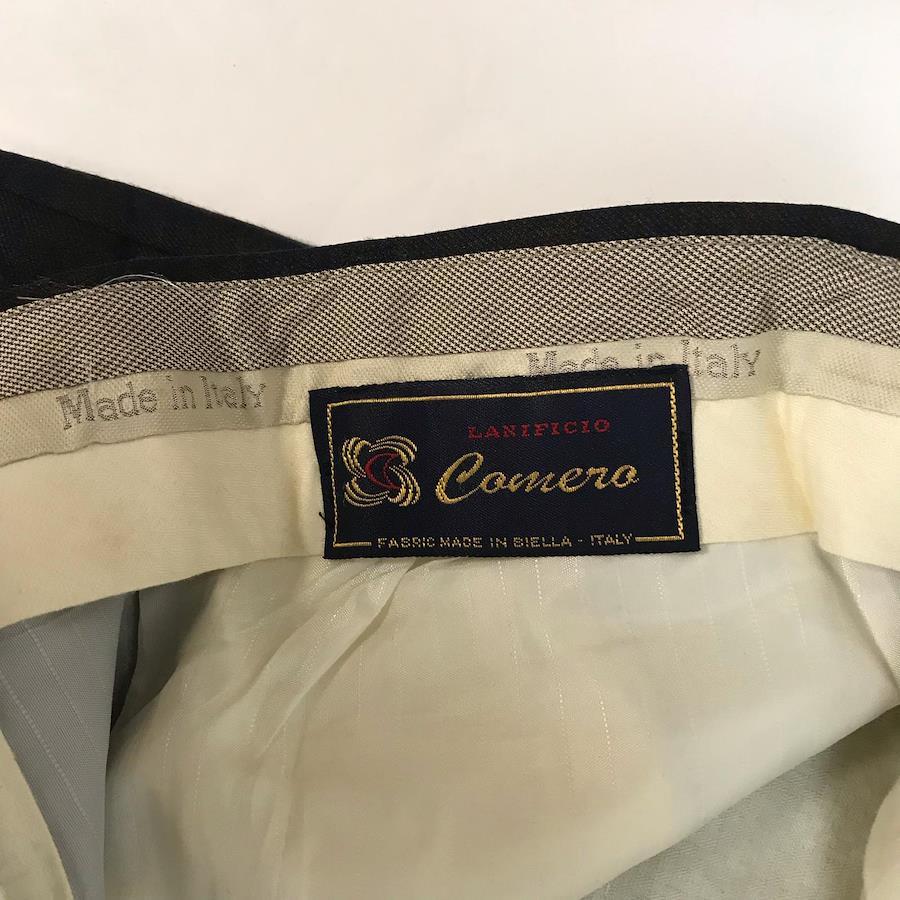 Made in Italy
Made in Italy
LANIFICIO
Comero
FABRIC MADE IN BIELLA - ITALY